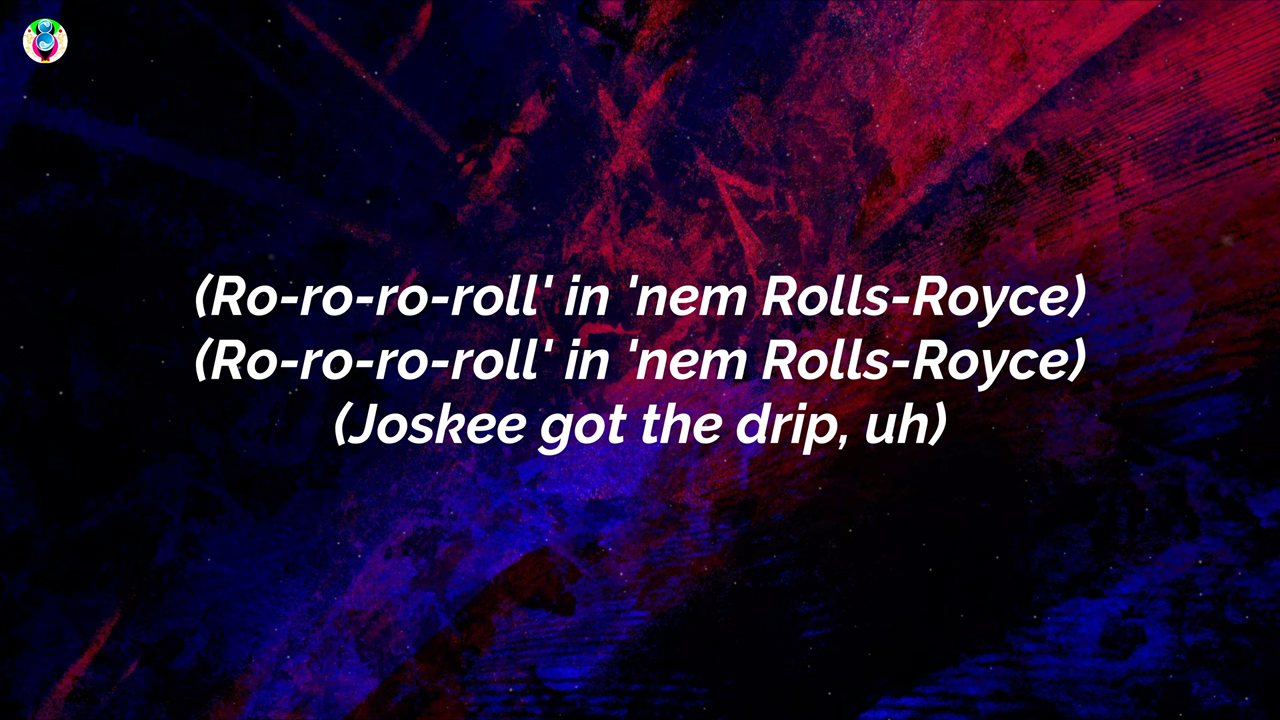 (Ro-ro-ro-roll' in 'nem Rolls-Royce)
(Ro-ro-ro-roll' in 'nem Rolls-Royce)
(Joskee got the drip, uh)